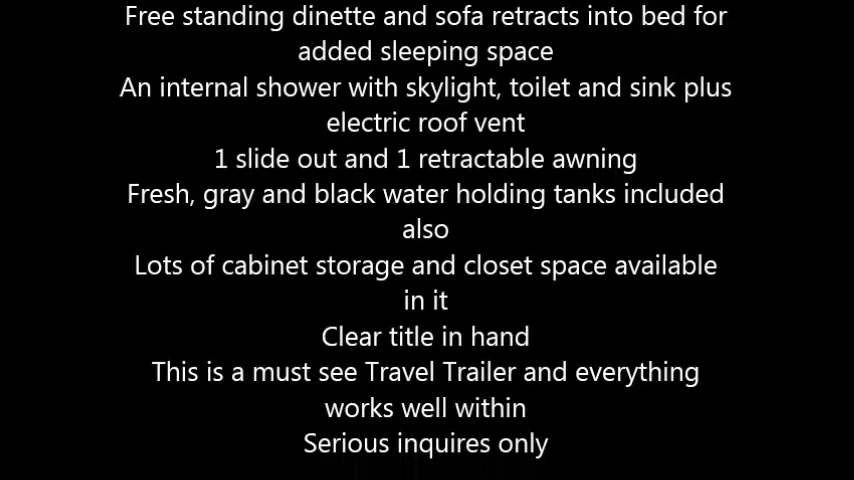 Free standing dinette and sofa retracts into bed for
added sleeping space
An internal shower with skylight, toilet and sink plus
electric roof vent
1 slide out and 1 retractable awning
Fresh, gray and black water holding tanks included
also
Lots of cabinet storage and closet space available
in it
Clear title in hand
This is a must see Travel Trailer and everything
works well within
Serious inquires only